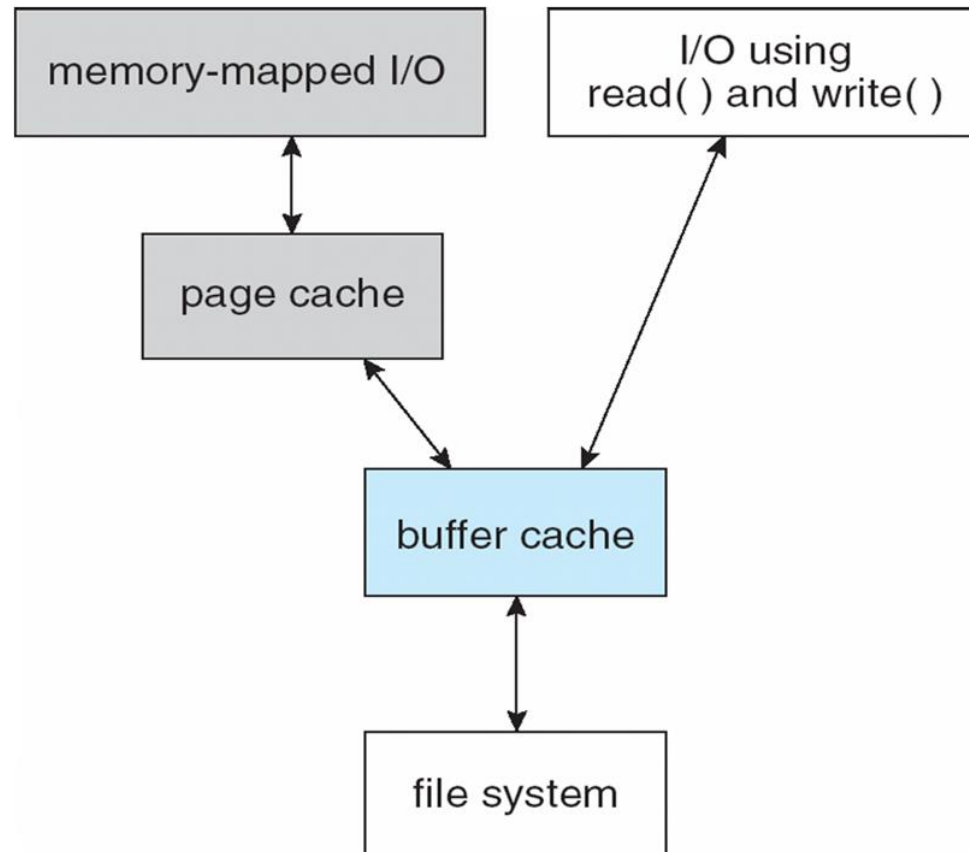 memory-mapped I/O
I/O using
read( ) and write( )
page cache
buffer cache
file system